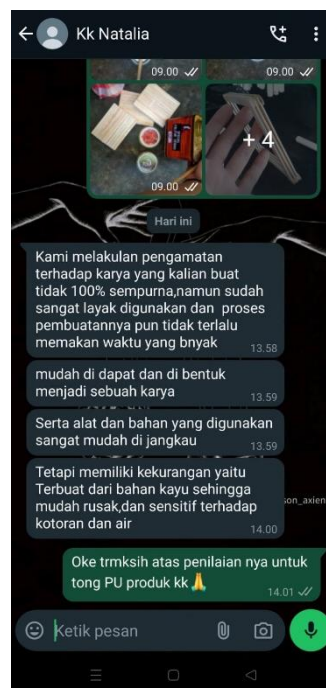 Kk Natalia
09.00
09.00
09.00
+ 4
Hari ini
Kami melakulan pengamatan
terhadap karya yang kalian buat
tidak 100% sempurna,namun sudah
sangat layak digunakan dan proses
pembuatannya pun tidak terlalu
memakan waktu yang bnyak
13.58
mudah di dapat dan di bentuk
menjadi sebuah karya
13.59
Serta alat dan bahan yang digunakan
sangat mudah di jangkau
13.59
Tetapi memiliki kekurangan yaitu
Terbuat dari bahan kayu sehingga
mudah rusak,dan sensitif terhadap
kotoran dan air
14.00
son_axien
Oke trmksih atas penilaian nya untuk
tong PU produk kk🙏
14.01
Ketik pesan